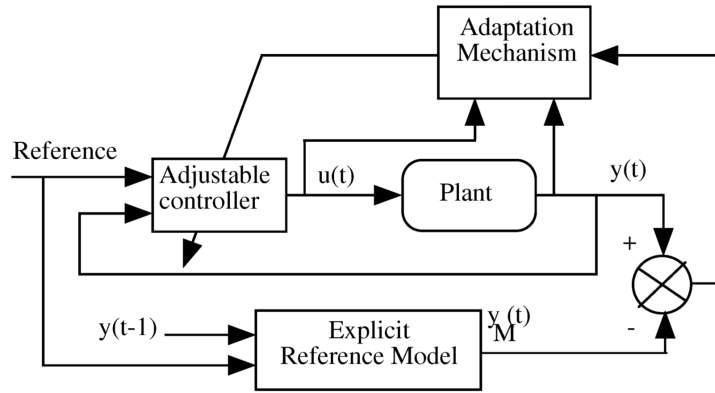 Adaptation
Mechanism
Reference
Adjustable
controller
u(t)
Plant
y(t)
+
y(t-1)
Explicit
Reference Model
y (t)
M
-